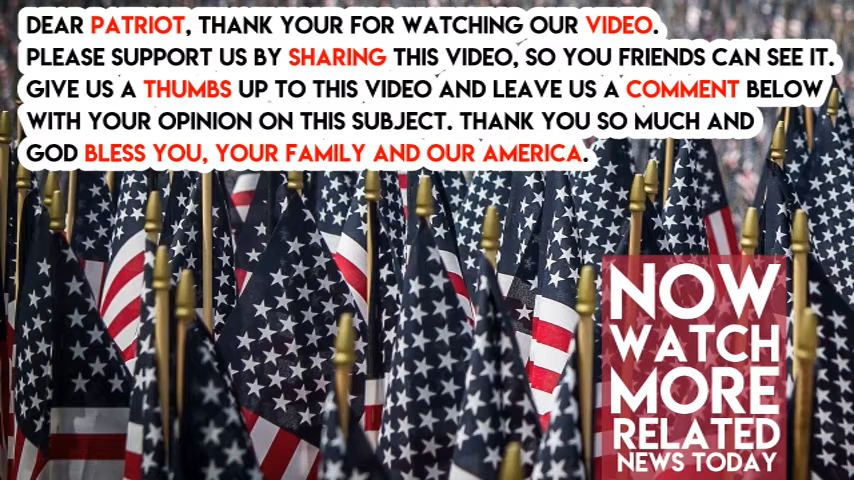 DEAR PATRIOT, THANK YOUR FOR WATCHING OUR VIDEO.
PLEASE SUPPORT US BY SHARING THIS VIDEO, SO YOU FRIENDS CAN SEE IT.
GIVE US A THUMBS UP TO THIS VIDEO AND LEAVE US A COMMENT BELOW
WITH YOUR OPINION ON THIS SUBJECT. THANK YOU SO MUCH AND
GOD BLESS YOU, YOUR FAMILY AND OUR AMERICA.
NOW
WATCH
MORE
RELATED
NEWS TODAY